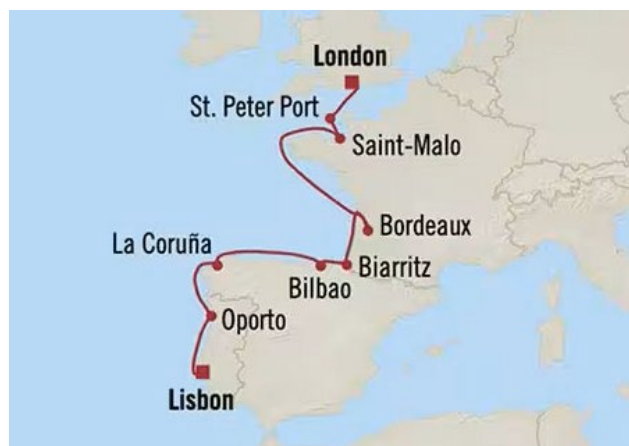 London
St. Peter Port
Saint-Malo
Bordeaux
La Coruña
Biarritz
Bilbao
Oporto
Lisbon